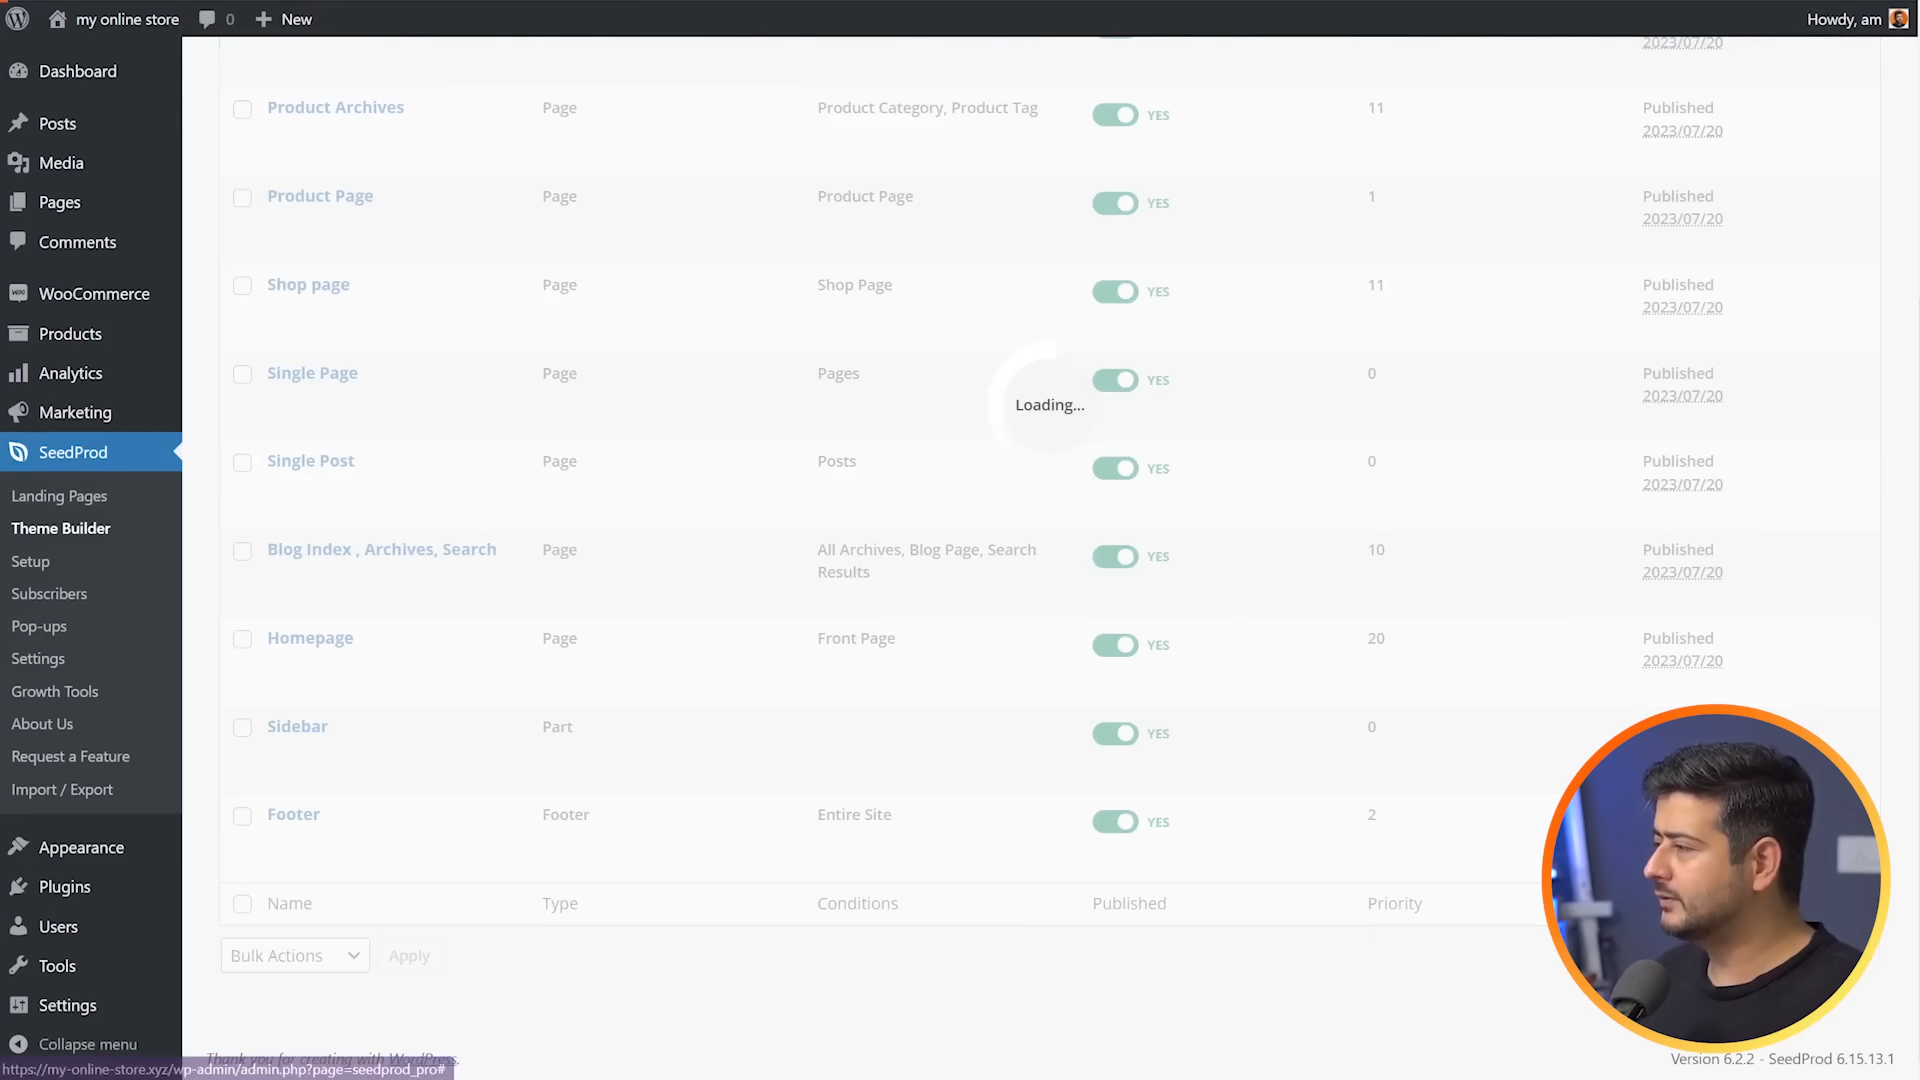 my online store
0
New
Howdy, am
Dashboard
Posts
Media
Pages
Comments
WooCommerce
Products
Analytics
Marketing
SeedProd
Landing Pages
Theme Builder
Setup
Subscribers
Pop-ups
Settings
Growth Tools
About Us
Request a Feature
Import / Export
Appearance
Plugins
Users
Tools
Settings
Collapse menu
2023/07/20
Product Archives
Page
Product Category, Product Tag
YES
11
Published
2023/07/20
Product Page
Page
Product Page
YES
1
Published
2023/07/20
Shop page
Page
Shop Page
YES
11
Published
2023/07/20
Single Page
Page
Pages
YES
0
Published
2023/07/20
Loading...
Single Post
Page
Posts
YES
0
Published
2023/07/20
Blog Index , Archives, Search
Page
All Archives, Blog Page, Search
Results
YES
10
Published
2023/07/20
Homepage
Page
Front Page
YES
20
Published
2023/07/20
Sidebar
Part
YES
0
Footer
Footer
Entire Site
YES
2
Name
Type
Conditions
Published
Priority
Bulk Actions
Apply
Thank you for creating with WordPress.
https://my-online-store.xyz/wp-admin/admin.php?page=seedprod_pro#
Version 6.2.2 - SeedProd 6.15.13.1